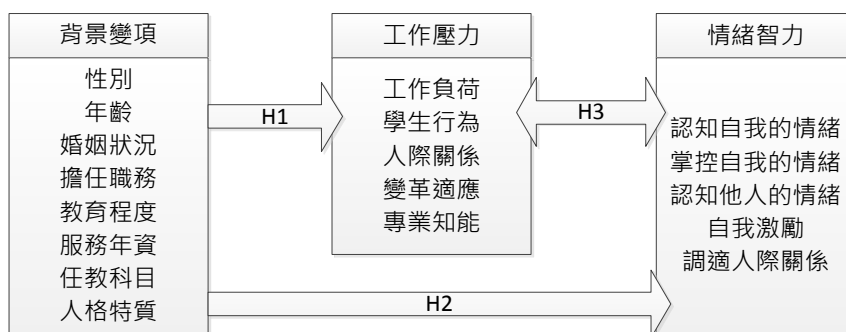 背景變項
性別
年齡
婚姻狀況
擔任職務
教育程度
服務年資
任教科目
人格特質
H1
工作壓力
工作負荷
學生行為
人際關係
變革適應
專業知能
H3
情緒智力
認知自我的情緒
掌控自我的情緒
認知他人的情緒
自我激勵
調適人際關係
H2